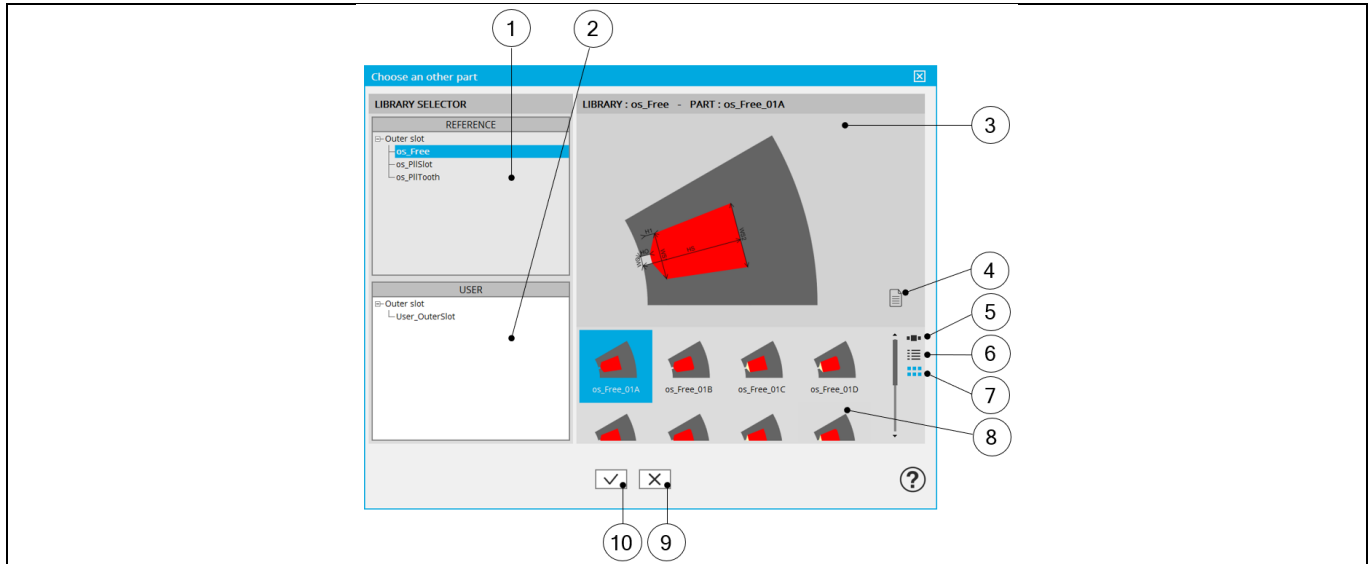 1
2
Choose an other part
LIBRARY SELECTOR
LIBRARY : os_Free - PART : os_Free_01A
REFERENCE
3
Outer slot
os_Free
os_PllSlot
os_PllTooth
H1
4
USER
Outer slot
User_OuterSlot
5
6
7
os_Free_01A
os_Free_01B
os_Free_01C
os_Free_01D
8
?
10
9